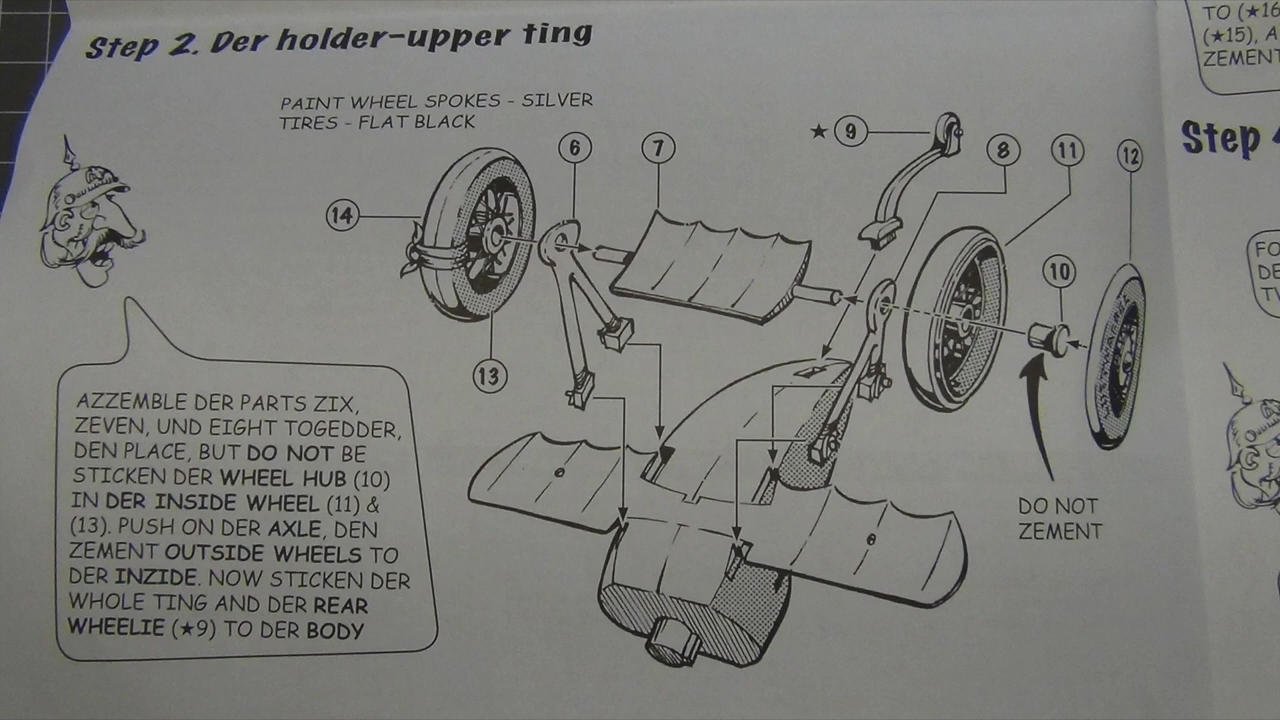 Step 2. Der holder-upper ting
PAINT WHEEL SPOKES - SILVER
TIRES - FLAT BLACK
14
13
6
7
★ 9
8
11
12
10
DO NOT
ZEMENT
AZZEMBLE DER PARTS ZIX,
ZEVEN, UND EIGHT TOGEDDER,
DEN PLACE, BUT DO NOT BE
STICKEN DER WHEEL HUB (10)
IN DER INSIDE WHEEL (11) &
(13). PUSH ON DER AXLE, DEN
ZEMENT OUTSIDE WHEELS TO
DER INZIDE. NOW STICKEN DER
WHOLE TING AND DER REAR
WHEELIE (★9) TO DER BODY
TO (★16
(★15), A
ZEMENT
Step
FO
DE
TV